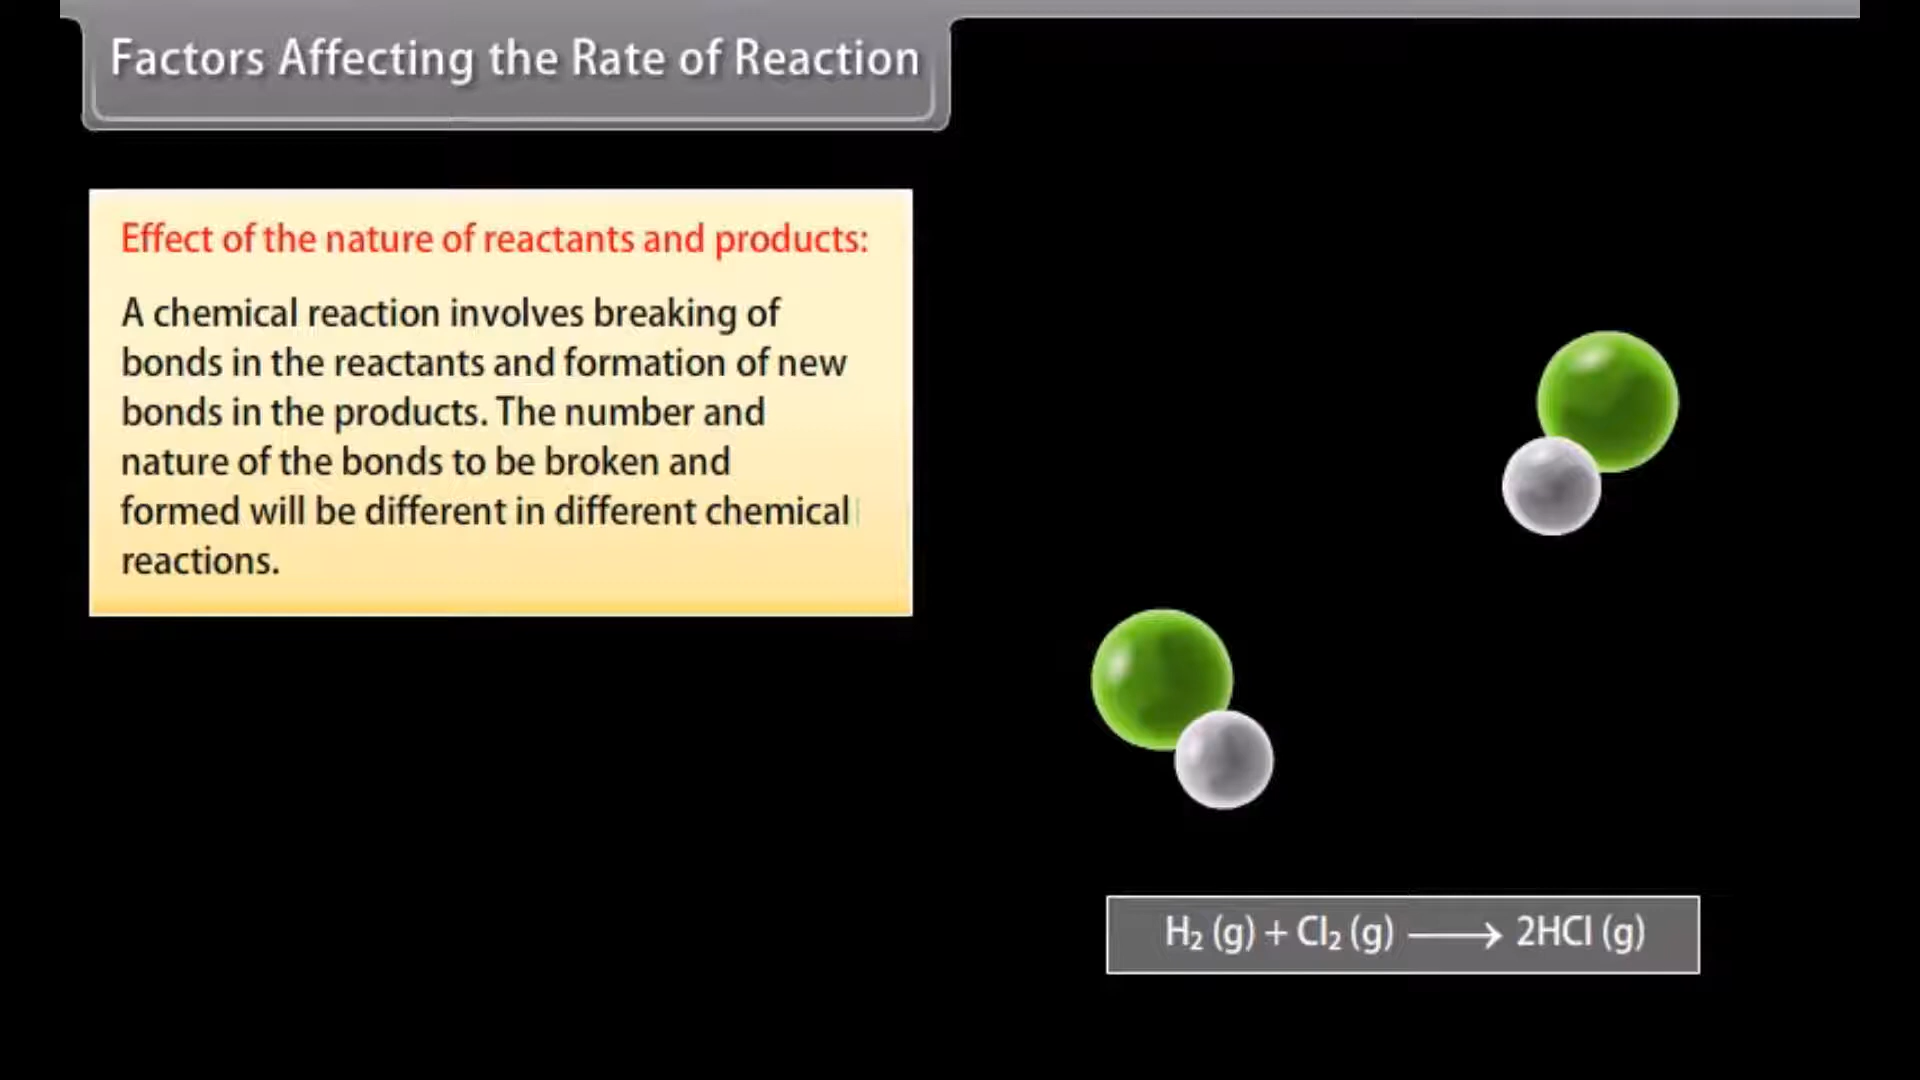 Factors Affecting the Rate of Reaction
Effect of the nature of reactants and products:
A chemical reaction involves breaking of
bonds in the reactants and formation of new
bonds in the products. The number and
nature of the bonds to be broken and
formed will be different in different chemical
reactions.
H₂ (g) + Cl₂ (g) ⟶ 2HCl (g)